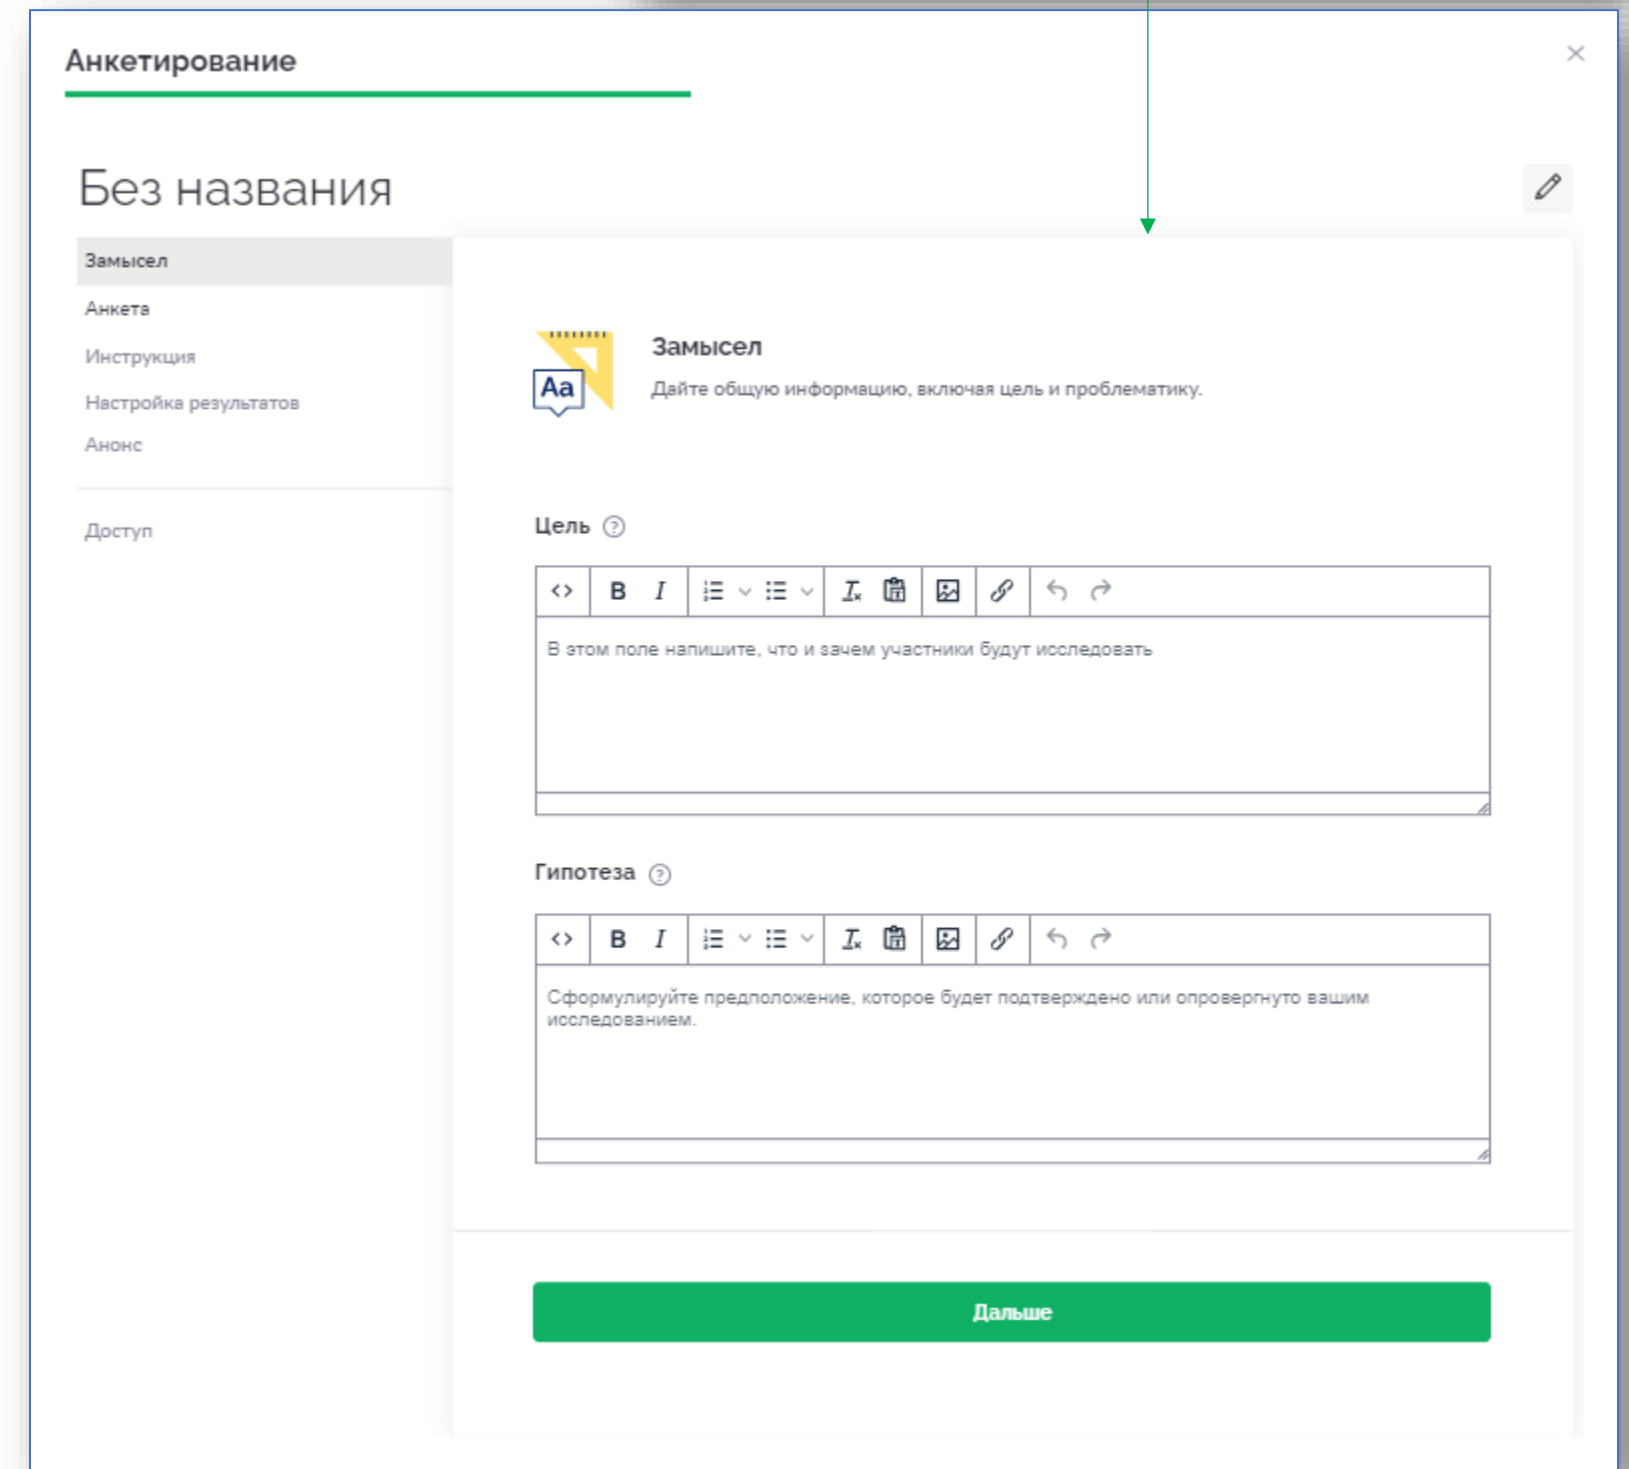 Анкетирование
Без названия
Замысел
Анкета
Инструкция
Настройка результатов
Анонс
Доступ
Aa
Замысел
Дайте общую информацию, включая цель и проблематику.
Цель
В этом поле напишите, что и зачем участники будут исследовать
Гипотеза
Сформулируйте предположение, которое будет подтверждено или опровергнуто вашим
исследованием.
Дальше